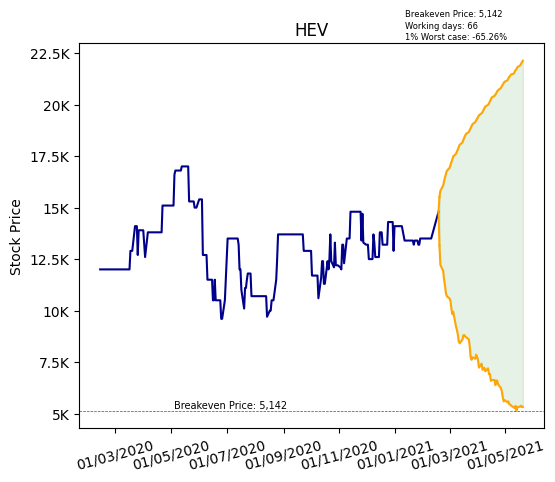 Breakeven Price: 5,142
Working days: 66
1% Worst case: -65.26%
HEV
Stock Price
22.5K
20K
17.5K
15K
12.5K
10K
7.5K
5K
Breakeven Price: 5,142
01/03/2020
01/05/2020
01/07/2020
01/09/2020
01/11/2020
01/01/2021
01/03/2021
01/05/2021